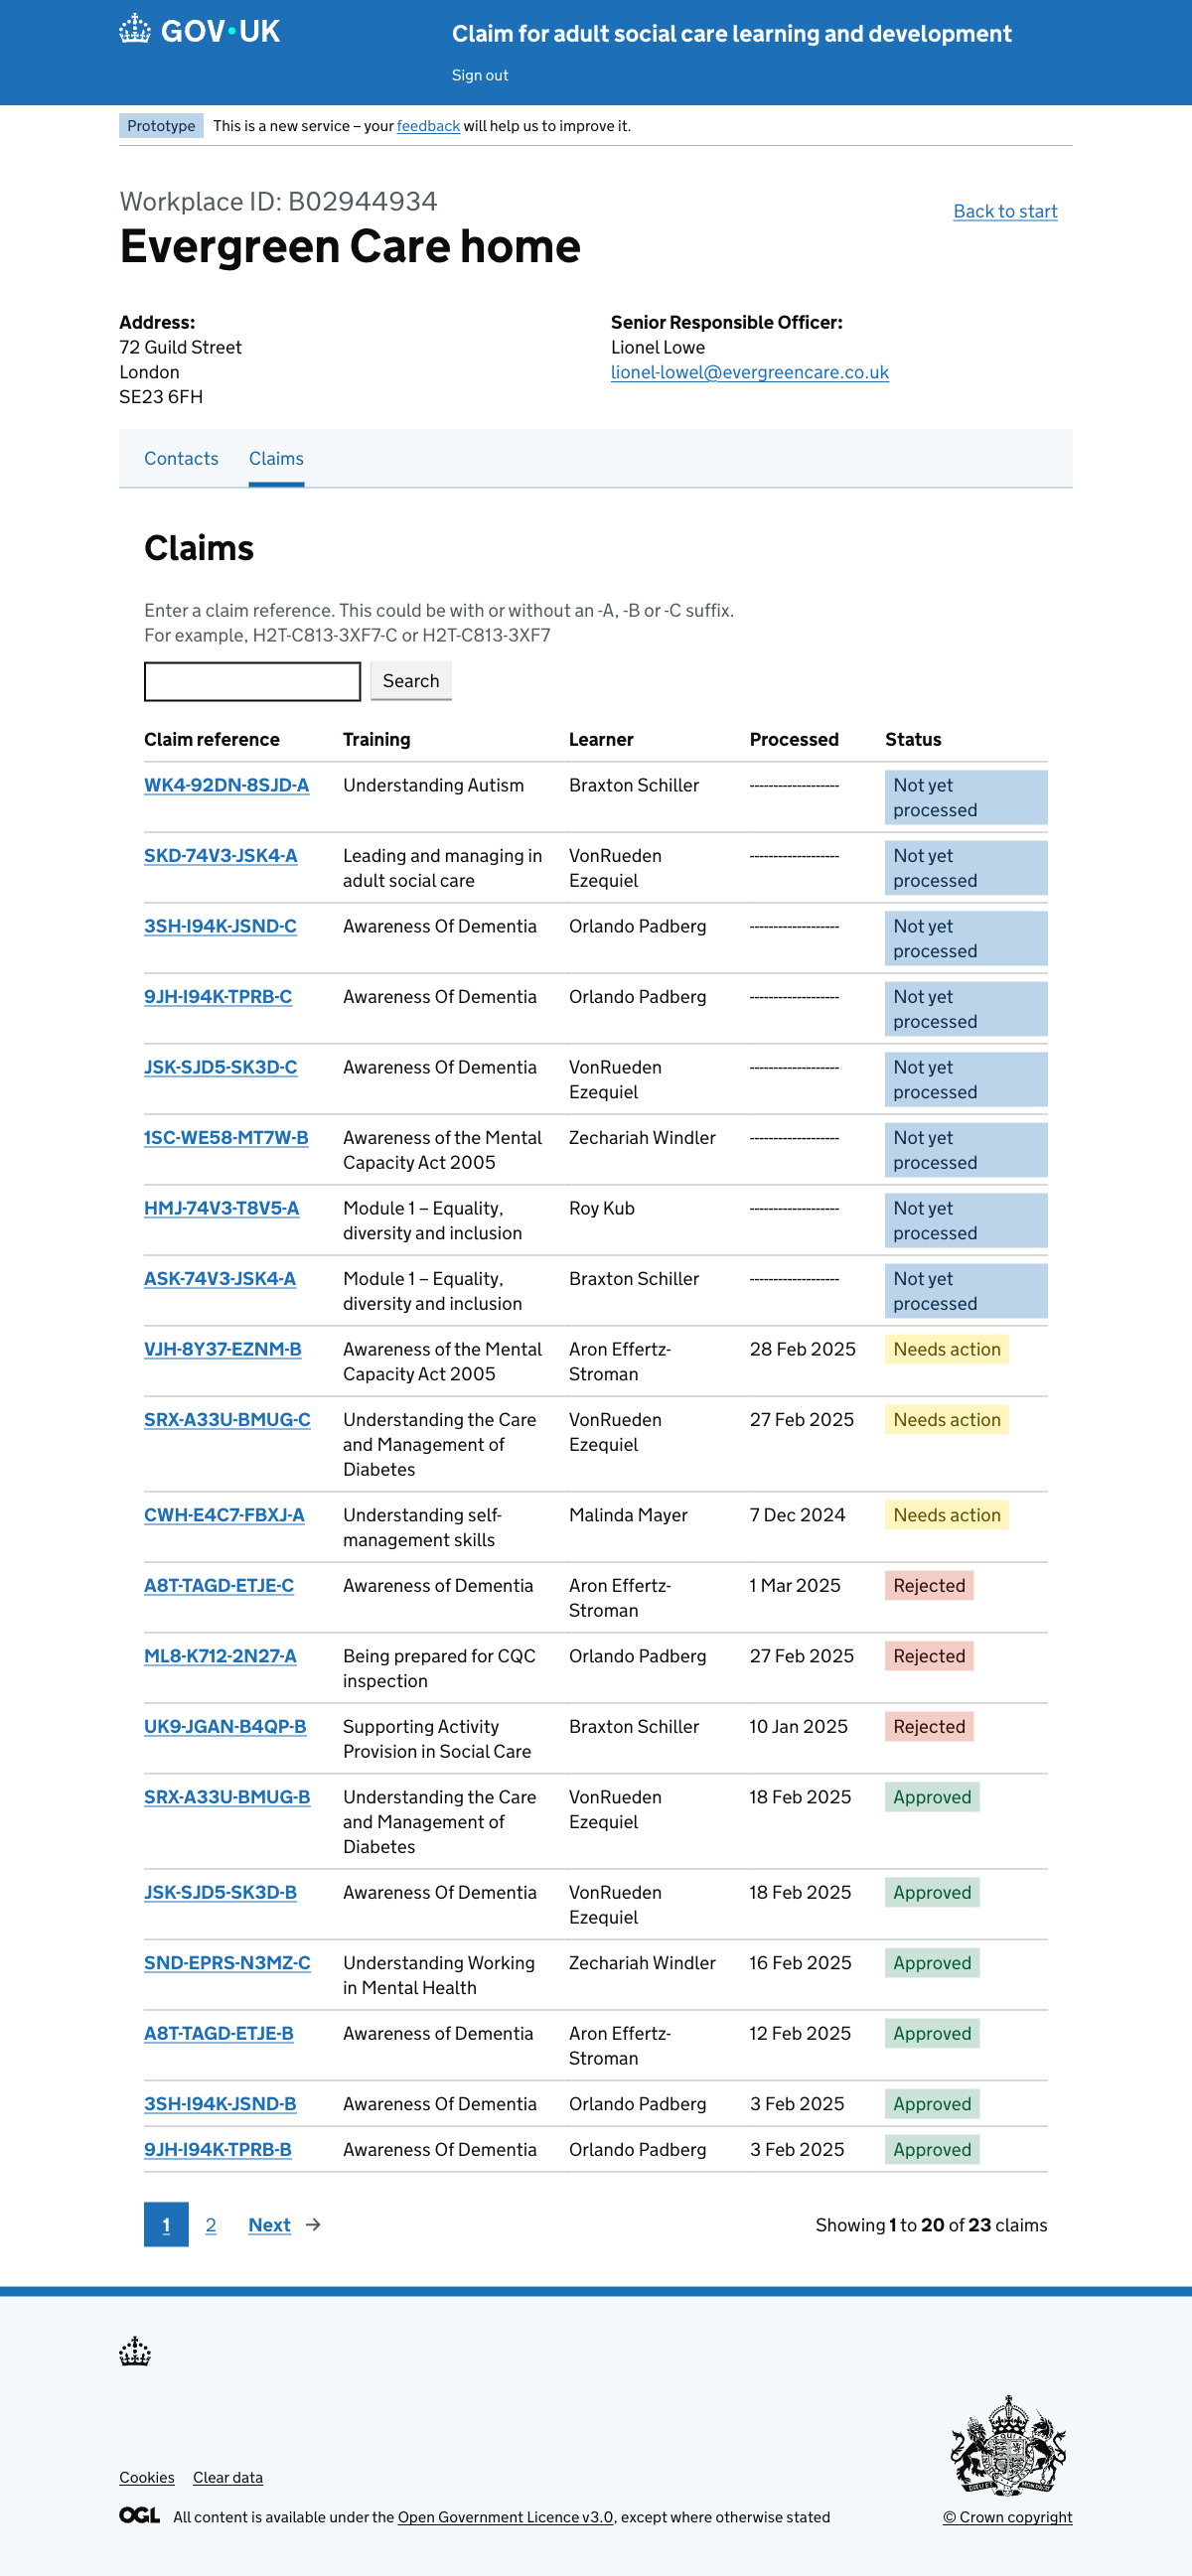 GOV·UK
Claim for adult social care learning and development
Sign out
Prototype This is a new service – your feedback will help us to improve it.
Workplace ID: B02944934
Back to start
Evergreen Care home
Address:
72 Guild Street
London
SE23 6FH
Senior Responsible Officer:
Lionel Lowe
lionel-lowel@evergreencare.co.uk
Contacts Claims
Claims
Enter a claim reference. This could be with or without an -A, -B or -C suffix.
For example, H2T-C813-3XF7-C or H2T-C813-3XF7
Search
Claim reference Training Learner Processed Status
WK4-92DN-8SJD-A Understanding Autism Braxton Schiller ------------------- Not yet
processed
SKD-74V3-JSK4-A Leading and managing in VonRueden ------------------- Not yet
adult social care Ezequiel processed
3SH-I94K-JSND-C Awareness Of Dementia Orlando Padberg ------------------- Not yet
processed
9JH-I94K-TPRB-C Awareness Of Dementia Orlando Padberg ------------------- Not yet
processed
JSK-SJD5-SK3D-C Awareness Of Dementia VonRueden ------------------- Not yet
Ezequiel processed
1SC-WE58-MT7W-B Awareness of the Mental Zechariah Windler ------------------- Not yet
Capacity Act 2005 processed
HMJ-74V3-T8V5-A Module 1 – Equality, Roy Kub ------------------- Not yet
diversity and inclusion processed
ASK-74V3-JSK4-A Module 1 – Equality, Braxton Schiller ------------------- Not yet
diversity and inclusion processed
VJH-8Y37-EZNM-B Awareness of the Mental Aron Effertz- 28 Feb 2025 Needs action
Capacity Act 2005 Stroman
SRX-A33U-BMUG-C Understanding the Care VonRueden 27 Feb 2025 Needs action
and Management of Ezequiel
Diabetes
CWH-E4C7-FBXJ-A Understanding self- Malinda Mayer 7 Dec 2024 Needs action
management skills
A8T-TAGD-ETJE-C Awareness of Dementia Aron Effertz- 1 Mar 2025 Rejected
Stroman
ML8-K712-2N27-A Being prepared for CQC Orlando Padberg 27 Feb 2025 Rejected
inspection
UK9-JGAN-B4QP-B Supporting Activity Braxton Schiller 10 Jan 2025 Rejected
Provision in Social Care
SRX-A33U-BMUG-B Understanding the Care VonRueden 18 Feb 2025 Approved
and Management of Ezequiel
Diabetes
JSK-SJD5-SK3D-B Awareness Of Dementia VonRueden 18 Feb 2025 Approved
Ezequiel
SND-EPRS-N3MZ-C Understanding Working Zechariah Windler 16 Feb 2025 Approved
in Mental Health
A8T-TAGD-ETJE-B Awareness of Dementia Aron Effertz- 12 Feb 2025 Approved
Stroman
3SH-I94K-JSND-B Awareness Of Dementia Orlando Padberg 3 Feb 2025 Approved
9JH-I94K-TPRB-B Awareness Of Dementia Orlando Padberg 3 Feb 2025 Approved
1 2 Next → Showing 1 to 20 of 23 claims
Cookies Clear data
OGL All content is available under the Open Government Licence v3.0, except where otherwise stated
© Crown copyright